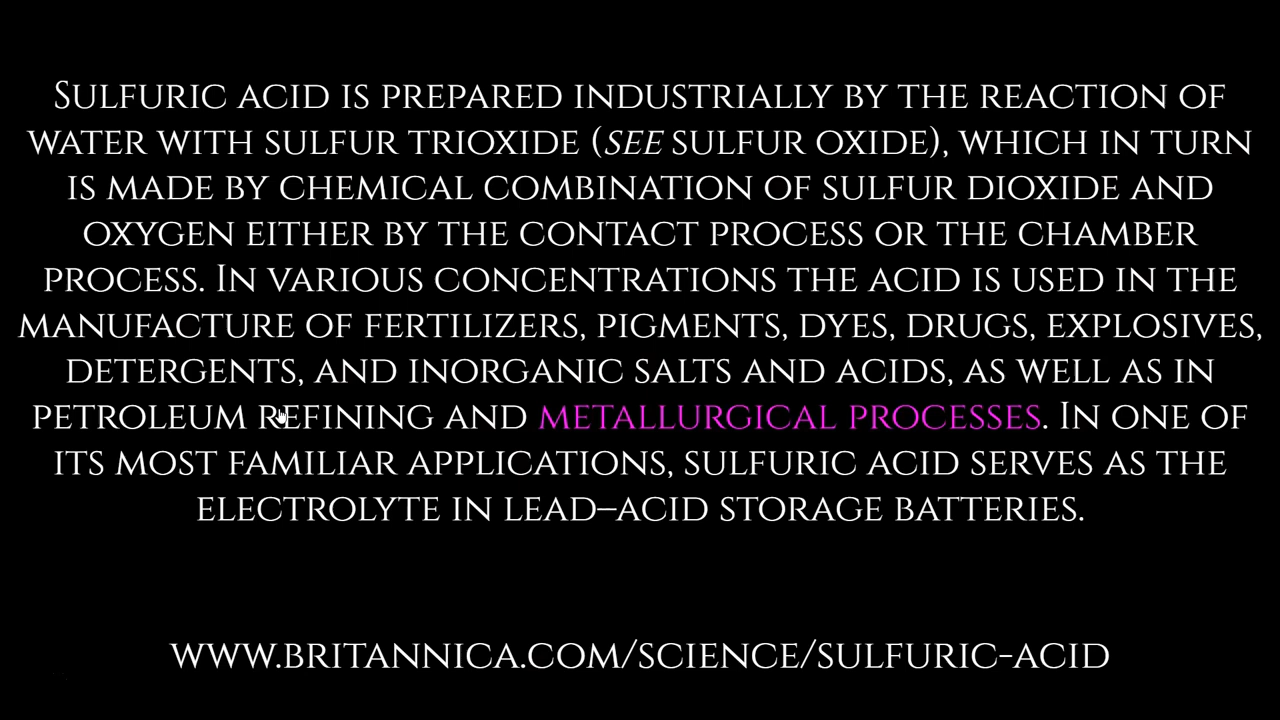 Sulfuric acid is prepared industrially by the reaction of
water with sulfur trioxide (see sulfur oxide), which in turn
is made by chemical combination of sulfur dioxide and
oxygen either by the contact process or the chamber
process. In various concentrations the acid is used in the
manufacture of fertilizers, pigments, dyes, drugs, explosives,
detergents, and inorganic salts and acids, as well as in
petroleum refining and metallurgical processes. In one of
its most familiar applications, sulfuric acid serves as the
electrolyte in lead–acid storage batteries.
www.britannica.com/science/sulfuric-acid